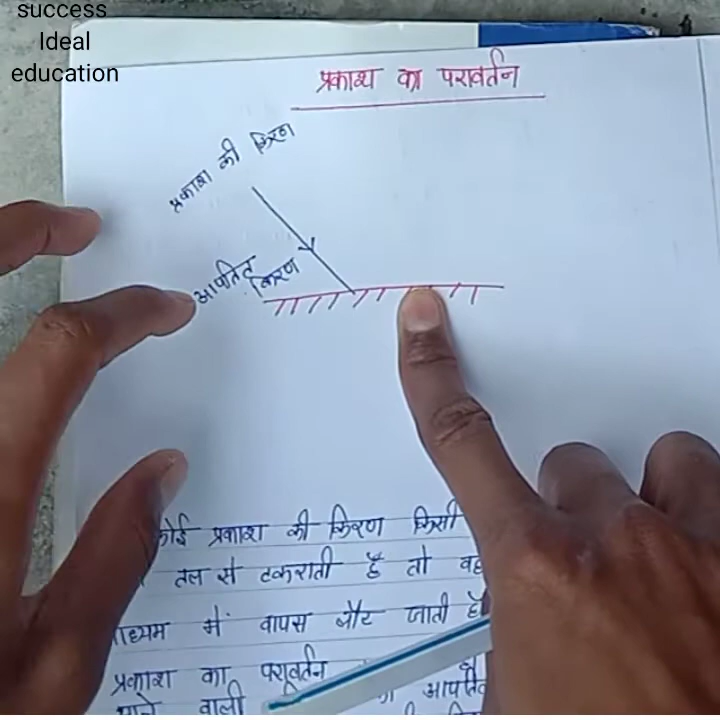 success
Ideal
education
प्रकाश का परावर्तन
प्रकाश की किरण
आपतित
किरण
कोई प्रकाश की किरण किसी
तल से टकराती है तो वह
माध्यम में वापस लौट जाती है
प्रकाश का परावर्तन
वाली आपतित